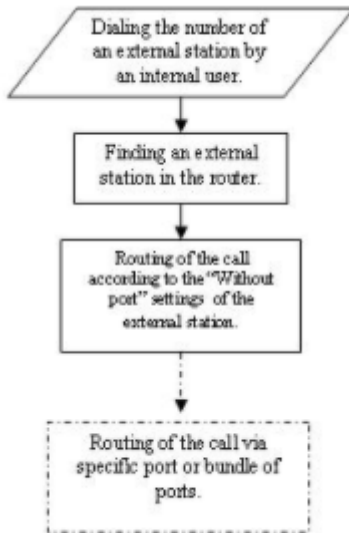 Dialing the number of
an external station by
an internal user.
Finding an external
station in the router.
Routing of the call
according to the "Without
port" settings of the
external station.
Routing of the call via
specific port or bundle of
ports.